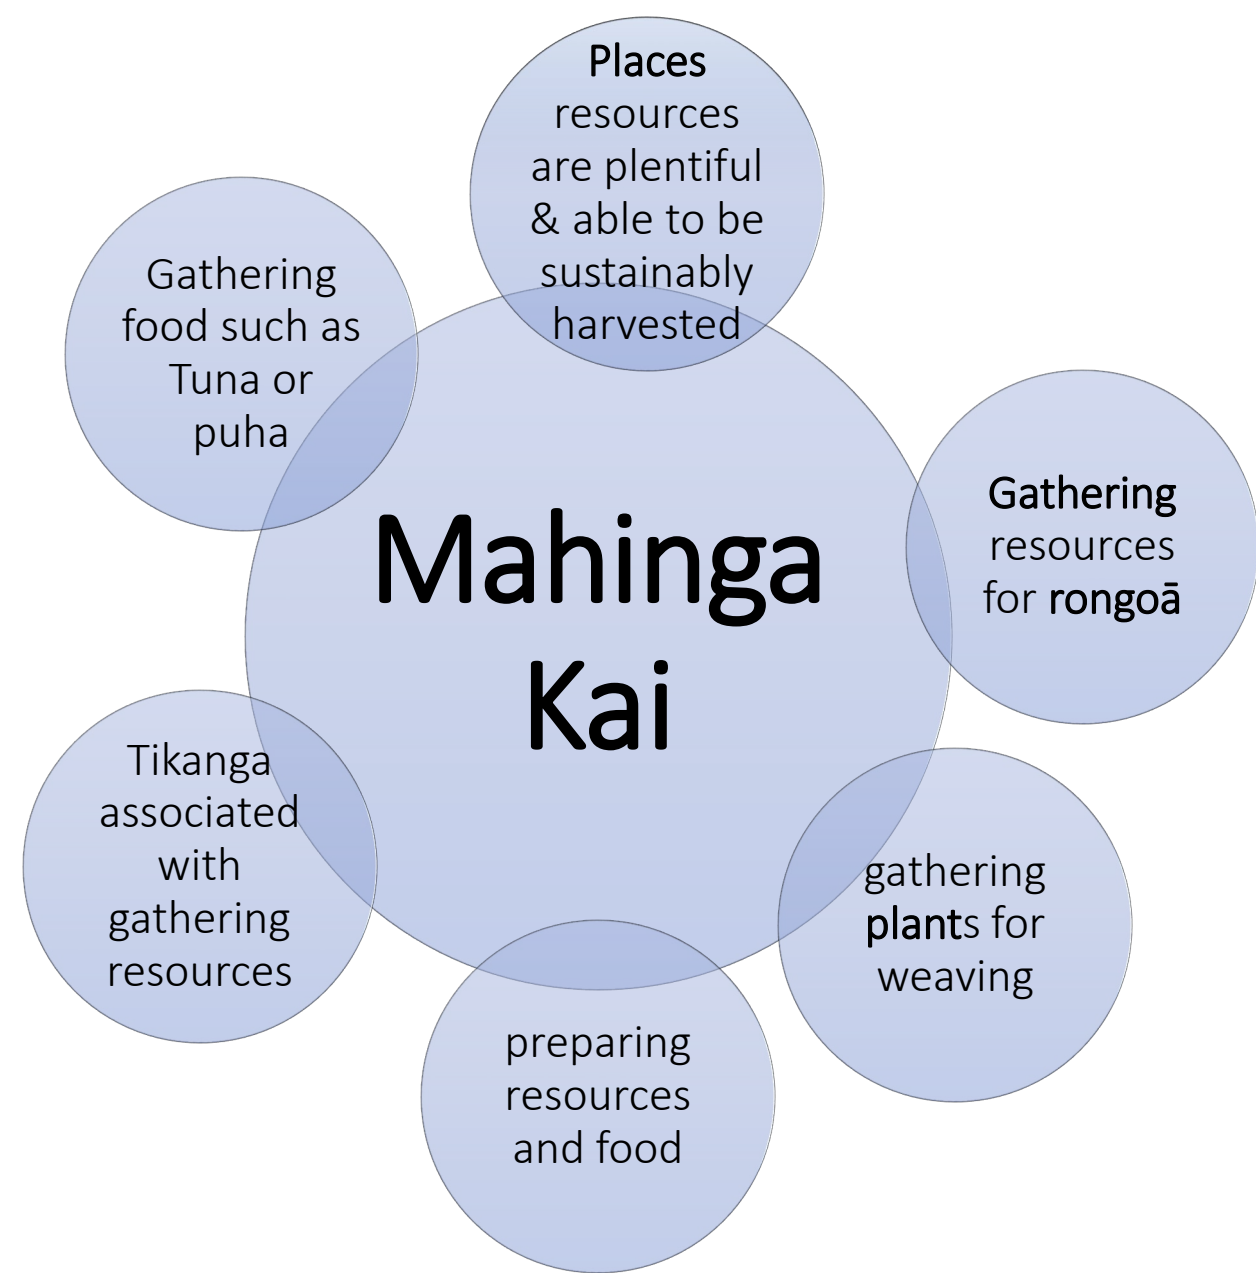 Mahinga
Kai
Places
resources
are plentiful
& able to be
sustainably
harvested
Gathering
resources
for rongoā
gathering
plants for
weaving
preparing
resources
and food
Tikanga
associated
with
gathering
resources
Gathering
food such as
Tuna or
puha